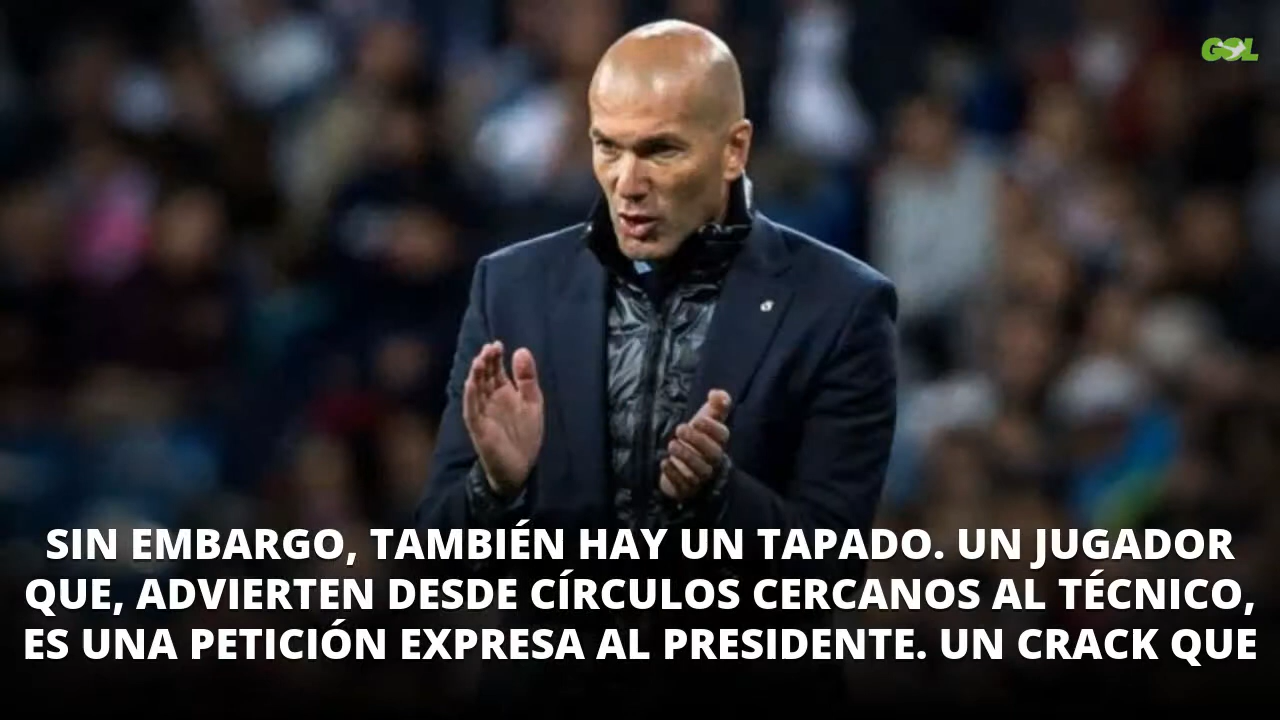 GOL
SIN EMBARGO, TAMBIÉN HAY UN TAPADO. UN JUGADOR
QUE, ADVIERTEN DESDE CÍRCULOS CERCANOS AL TÉCNICO,
ES UNA PETICIÓN EXPRESA AL PRESIDENTE. UN CRACK QUE